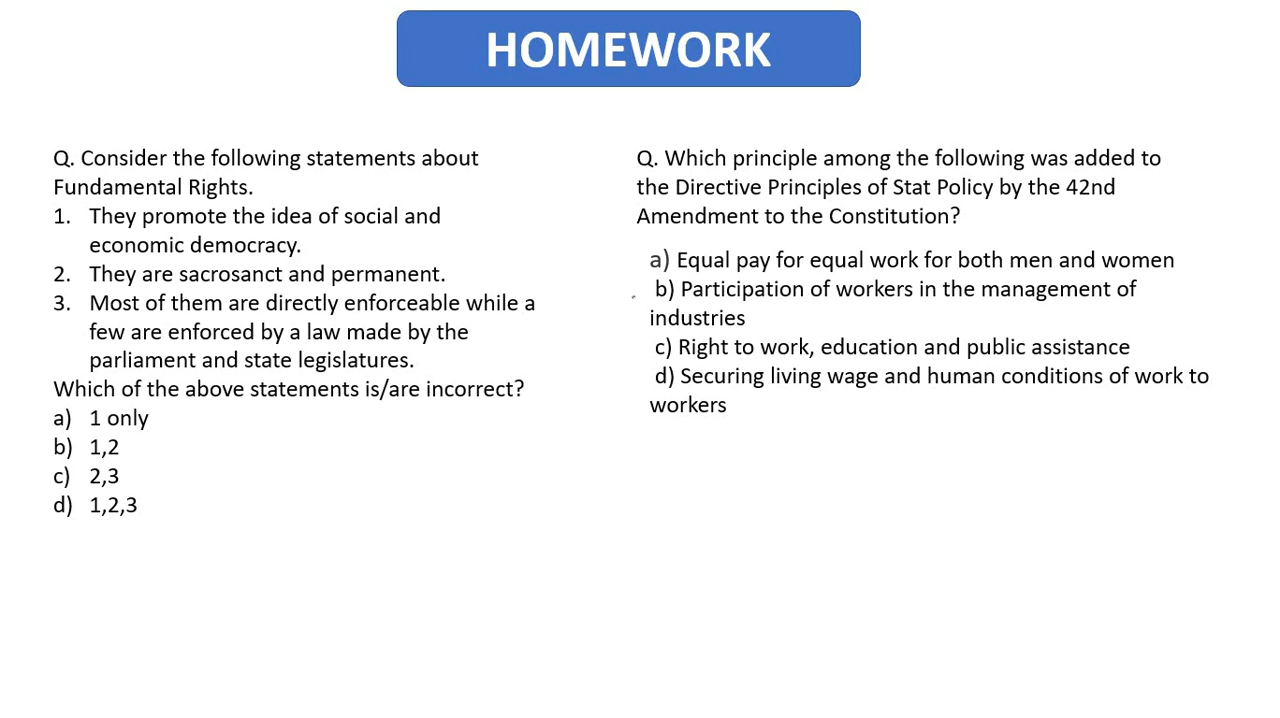 HOMEWORK
Q. Consider the following statements about
Fundamental Rights.
1. They promote the idea of social and
economic democracy.
2. They are sacrosanct and permanent.
3. Most of them are directly enforceable while a
few are enforced by a law made by the
parliament and state legislatures.
Which of the above statements is/are incorrect?
a) 1 only
b) 1,2
c) 2,3
d) 1,2,3
Q. Which principle among the following was added to
the Directive Principles of Stat Policy by the 42nd
Amendment to the Constitution?
a) Equal pay for equal work for both men and women
b) Participation of workers in the management of
industries
c) Right to work, education and public assistance
d) Securing living wage and human conditions of work to
workers